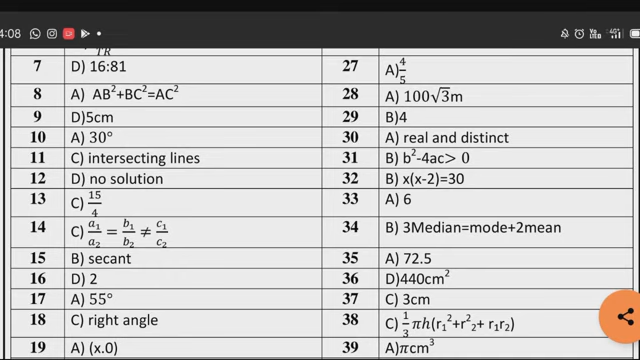 4:08
TR
7 D) 16:81 27 A) 4/5
8 A) AB²+BC²=AC² 28 A) 100√3m
9 D)5cm 29 B)4
10 A) 30° 30 A) real and distinct
11 C) intersecting lines 31 B) b²-4ac> 0
12 D) no solution 32 B) x(x-2)=30
13 C) 15/4 33 A) 6
14 C) a₁/a₂ = b₁/b₂ ≠ c₁/c₂ 34 B) 3Median=mode+2mean
15 B) secant 35 A) 72.5
16 D) 2 36 D)440cm²
17 A) 55° 37 C) 3cm
18 C) right angle 38 C) 1/3 πh(r₁²+r²₂+ r₁r₂)
19 A) (x.0) 39 A)πcm³